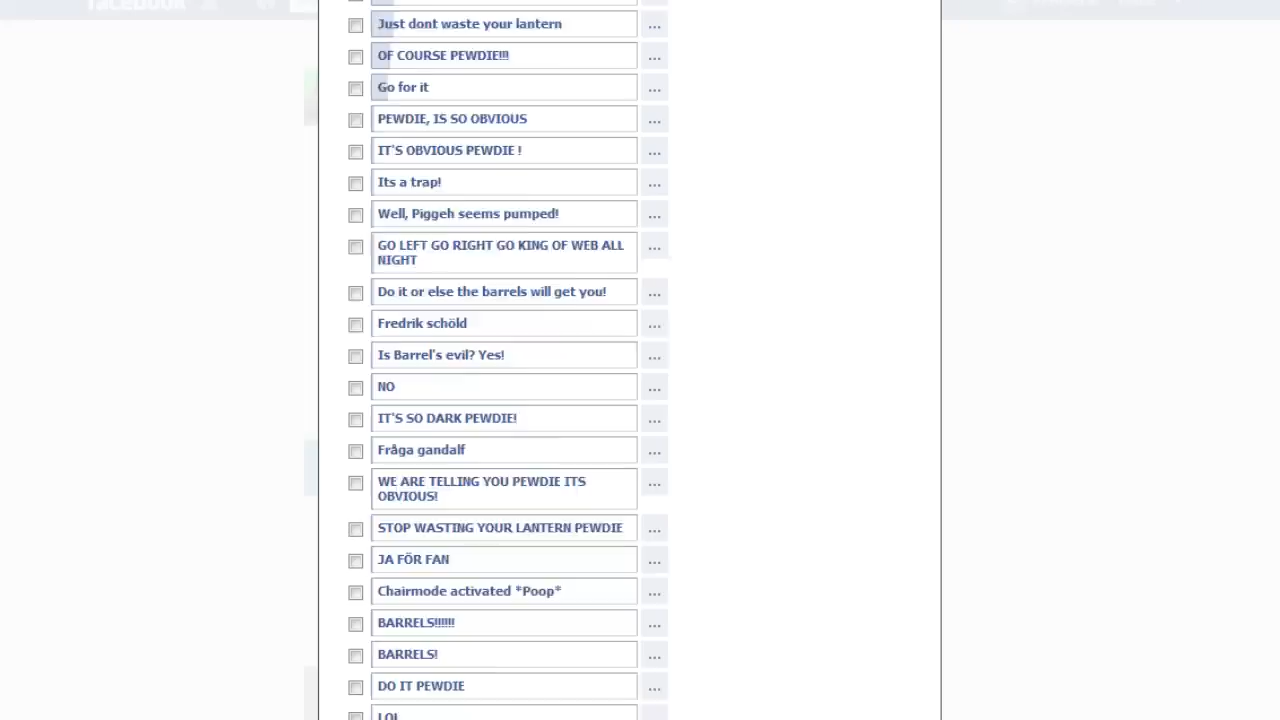 facebook
Just dont waste your lantern
...
OF COURSE PEWDIE!!!
...
Go for it
...
PEWDIE, IS SO OBVIOUS
...
IT'S OBVIOUS PEWDIE !
...
Its a trap!
...
Well, Piggeh seems pumped!
...
GO LEFT GO RIGHT GO KING OF WEB ALL
NIGHT
...
Do it or else the barrels will get you!
...
Fredrik schöld
...
Is Barrel's evil? Yes!
...
NO
...
IT'S SO DARK PEWDIE!
...
Fråga gandalf
...
WE ARE TELLING YOU PEWDIE ITS
OBVIOUS!
...
STOP WASTING YOUR LANTERN PEWDIE
...
JA FÖR FAN
...
Chairmode activated *Poop*
...
BARRELS!!!!!!
...
BARRELS!
...
DO IT PEWDIE
...
LOL